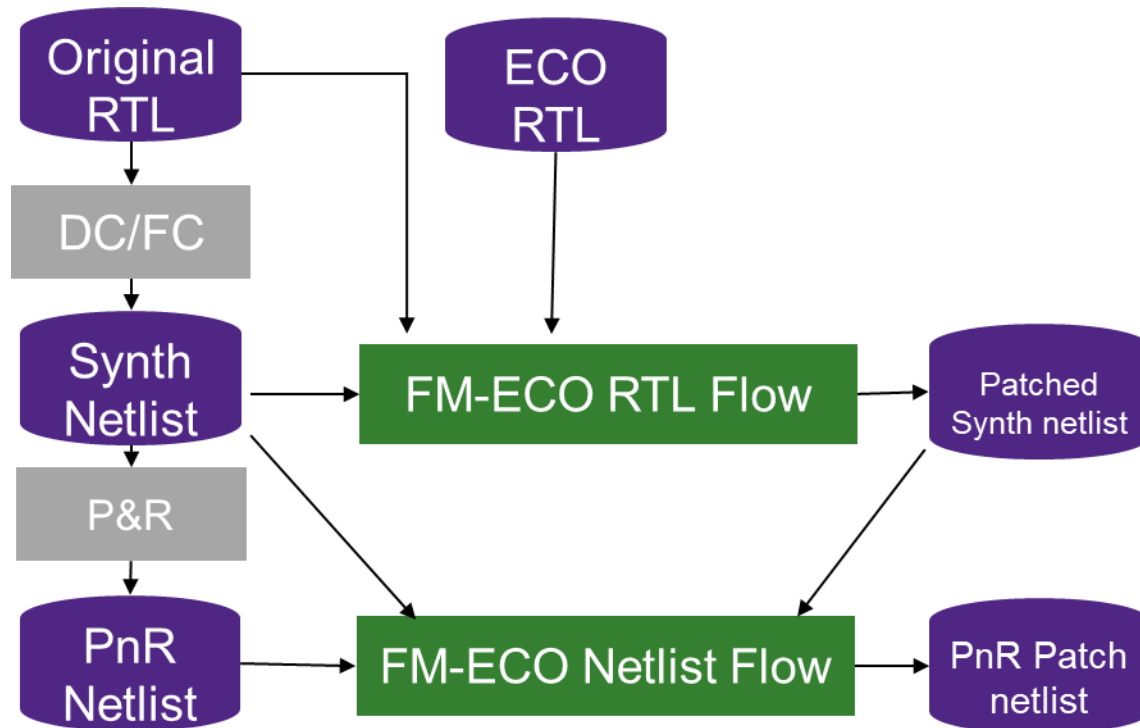 Original
RTL
ECO
RTL
DC/FC
Synth
Netlist
FM-ECO RTL Flow
Patched
Synth netlist
P&R
PnR
Netlist
FM-ECO Netlist Flow
PnR Patch
netlist